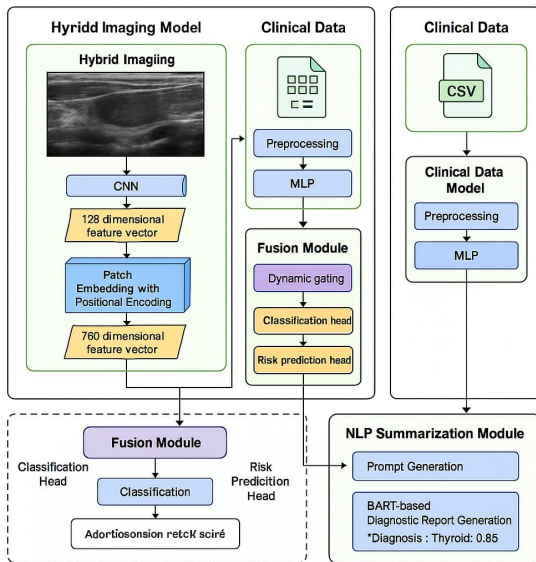 Hyridd Imaging Model
Hybrid Imagiing
CNN
128 dimensional
feature vector
Patch
Embedding with
Positional Encoding
760 dimensional
feature vector
Clinical Data
Preprocessing
MLP
Fusion Module
Dynamic gating
Classification head
Risk prediction head
Clinical Data
CSV
Clinical Data
Model
Preprocessing
MLP
Fusion Module
Classification
Head
Risk
Predicition
Head
Classification
NLP Summarization Module
Prompt Generation
BART-based
Diagnostic Report Generation
*Diagnosis : Thyroid: 0.85